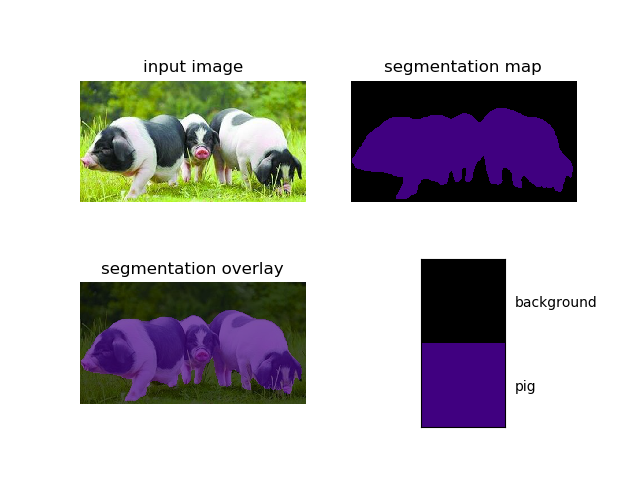 input image
segmentation map
segmentation overlay
background
pig